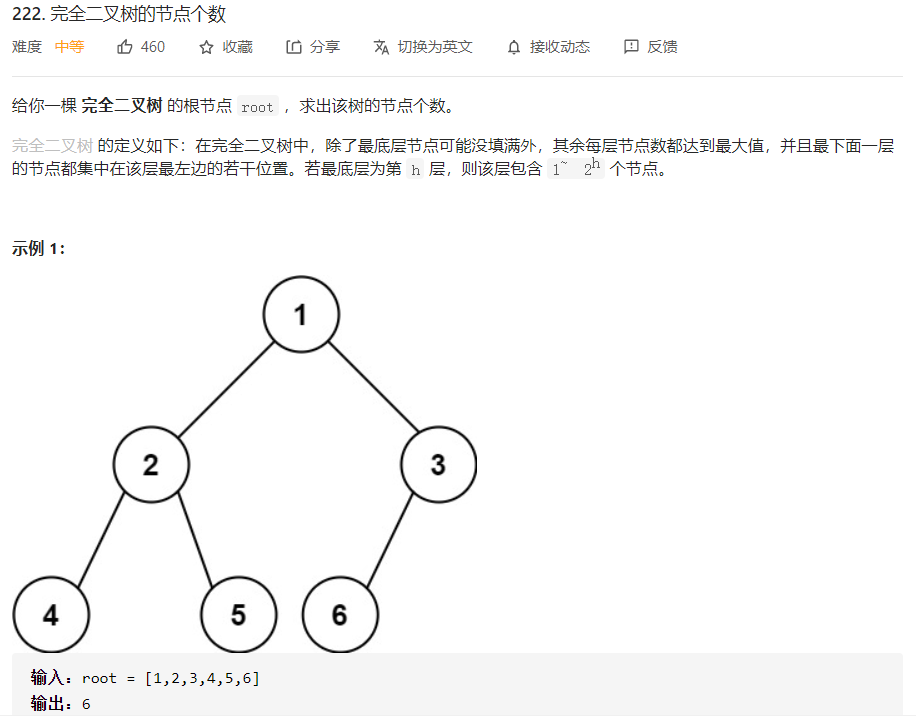 222. 完全二叉树的节点个数
难度 中等 460 收藏 分享 切换为英文 接收动态 反馈
给你一棵 完全二叉树 的根节点 root ，求出该树的节点个数。
完全二叉树 的定义如下：在完全二叉树中，除了最底层节点可能没填满外，其余每层节点数都达到最大值，并且最下面一层
的节点都集中在该层最左边的若干位置。若最底层为第 h 层，则该层包含 1~ 2^h 个节点。
示例 1：
1
2 3
4 5 6
输入：root = [1,2,3,4,5,6]
输出：6